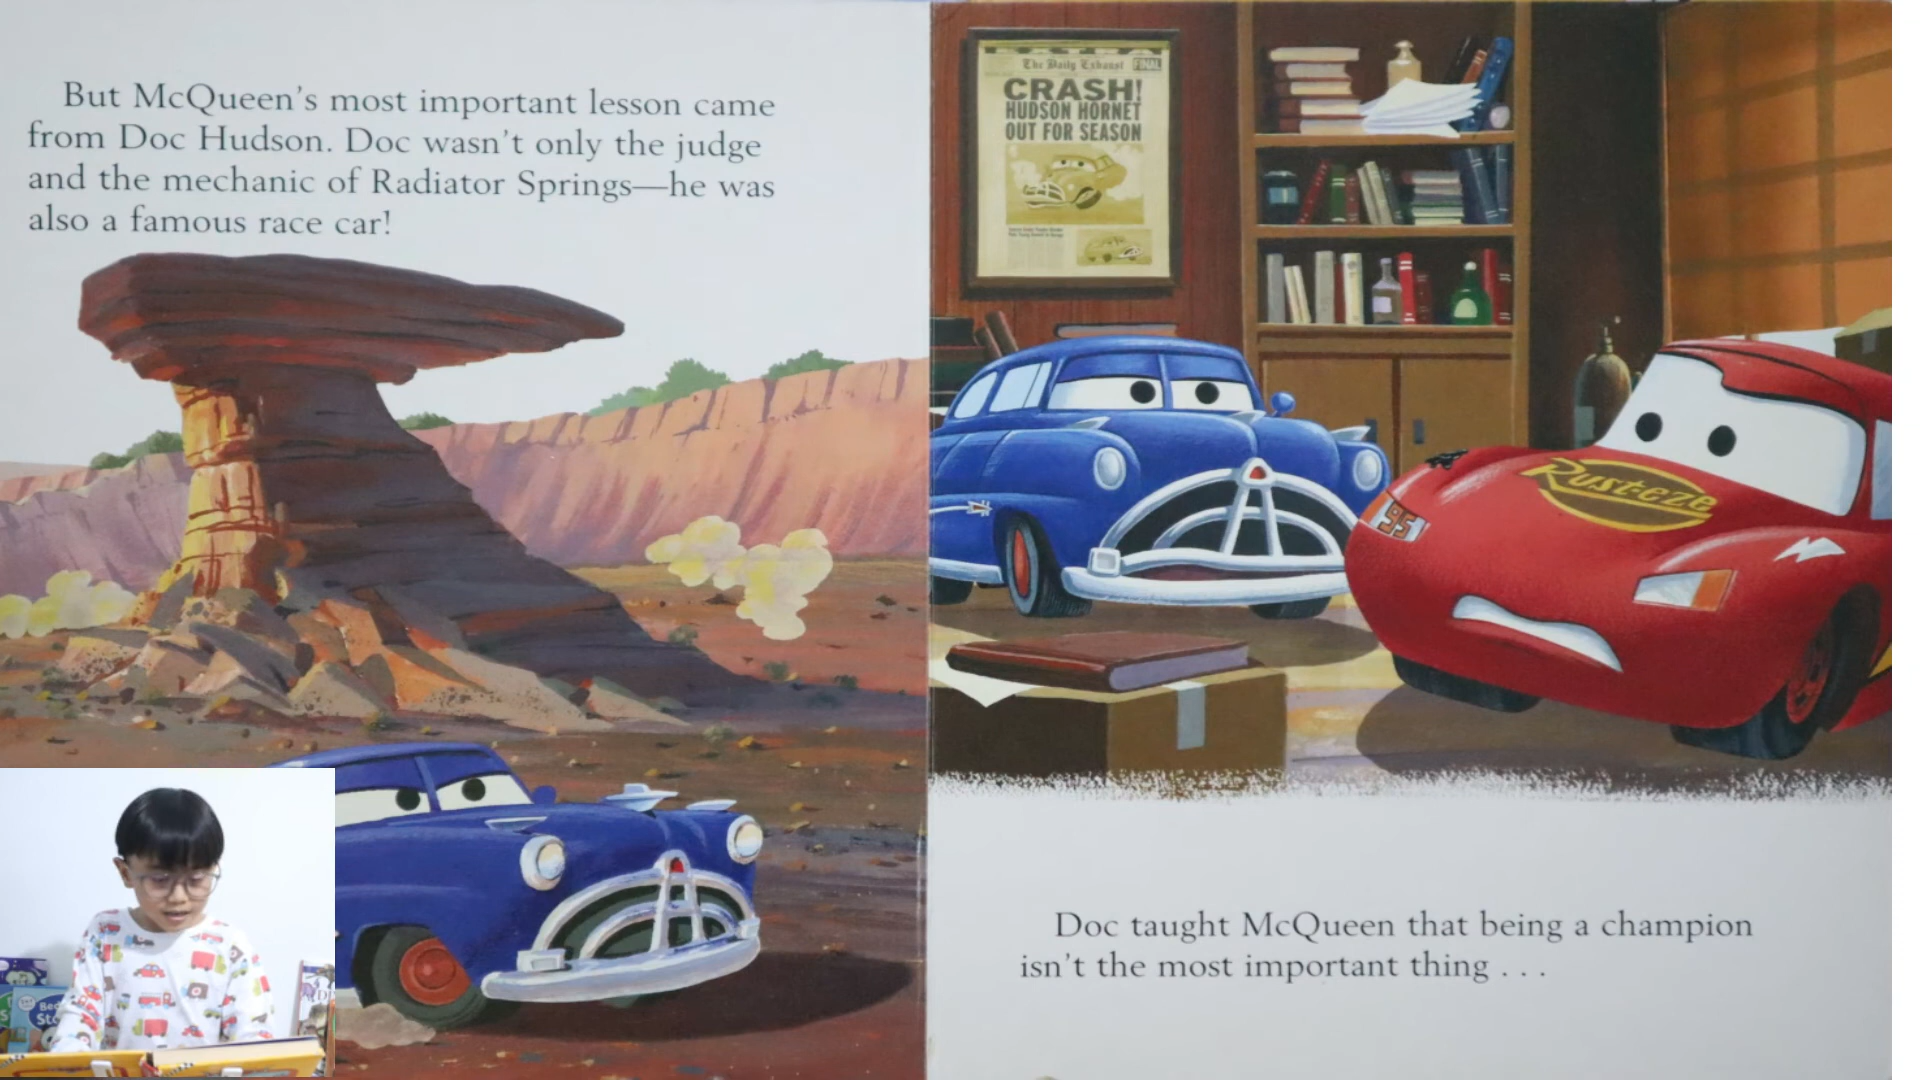 But McQueen's most important lesson came
from Doc Hudson. Doc wasn't only the judge
and the mechanic of Radiator Springs—he was
also a famous race car!
EXTRA
The Daily Exhaust
FINAL
CRASH!
HUDSON HORNET
OUT FOR SEASON
Rust-eze
95
Doc taught McQueen that being a champion
isn't the most important thing . . .